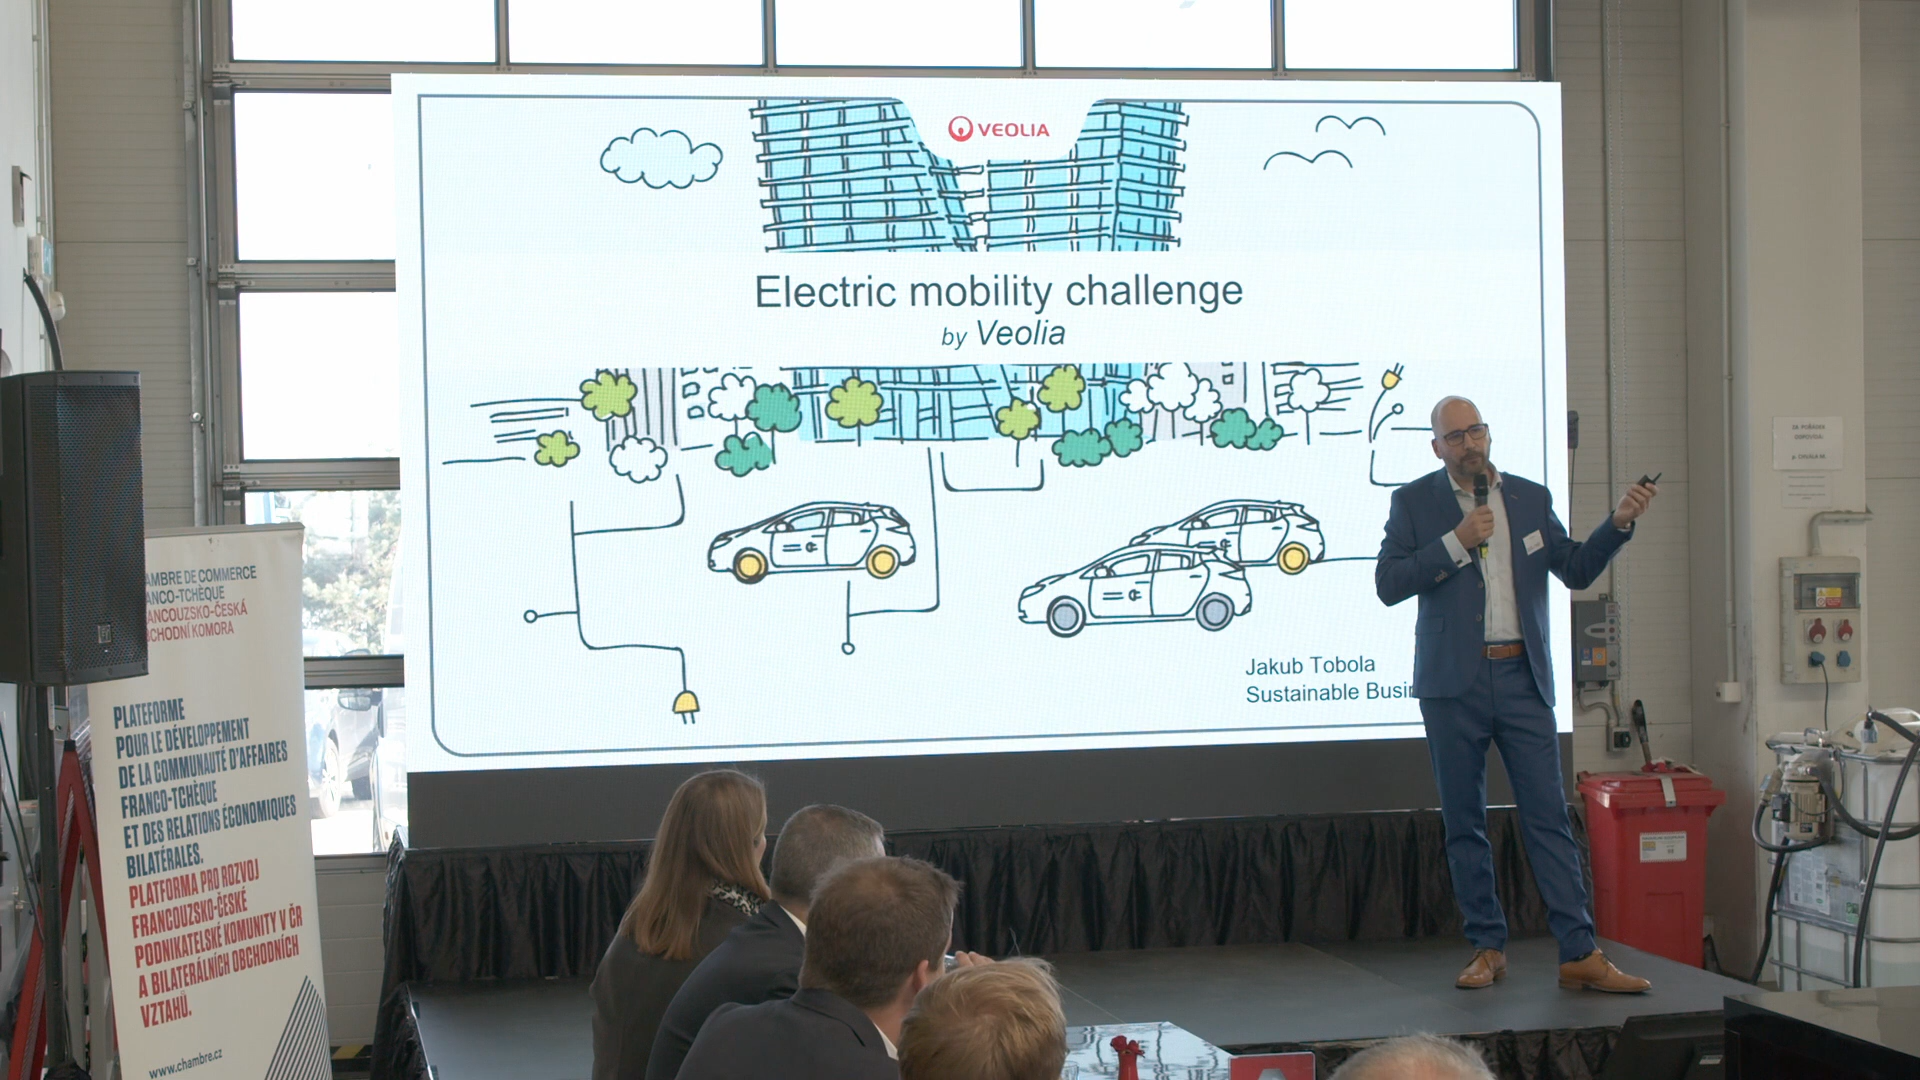 VEOLIA
Electric mobility challenge
by Veolia
Jakub Tobola
Sustainable
AMBRE DE COMMERCE
ANCO-TCHÈQUE
ANCOUZSKO-ČESKÁ
CHODNÍ KOMORA
PLATEFORME
POUR LE DÉVELOPPEMENT
DE LA COMMUNAUTÉ D'AFFAIRES
FRANCO-TCHÈQUE
ET DES RELATIONS ÉCONOMIQUES
BILATÉRALES.
PLATFORMA PRO ROZVOJ
FRANCOUZSKO-ČESKÉ
PODNIKATELSKÉ KOMUNITY V ČR
A BILATERÁLNÍCH OBCHODNÍCH
VZTAHŮ.
www.chambre.cz